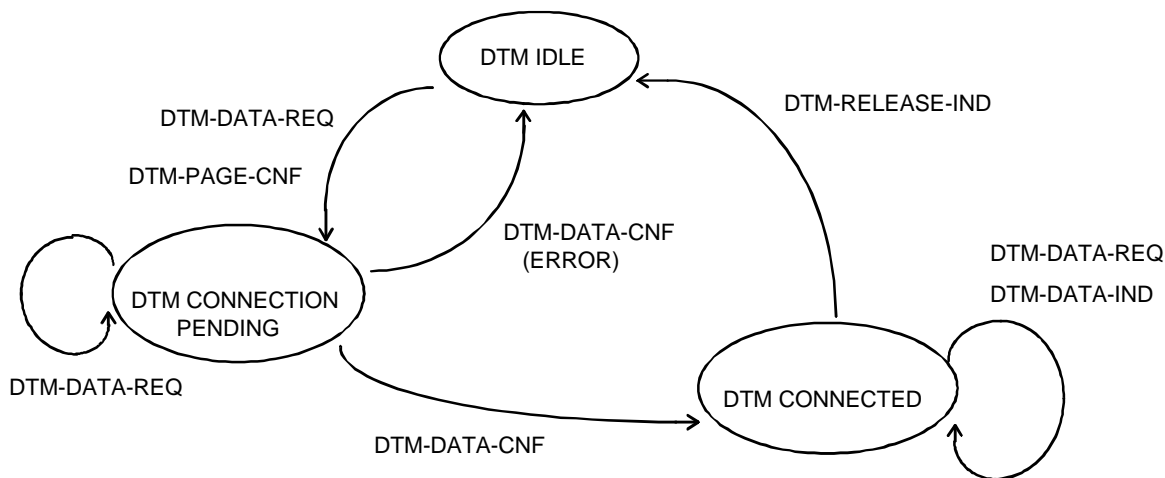 DTM IDLE
DTM-DATA-REQ
DTM-PAGE-CNF
DTM-RELEASE-IND
DTM-DATA-CNF
(ERROR)
DTM-DATA-REQ
DTM-DATA-IND
DTM CONNECTION
PENDING
DTM-DATA-REQ
DTM CONNECTED
DTM-DATA-CNF